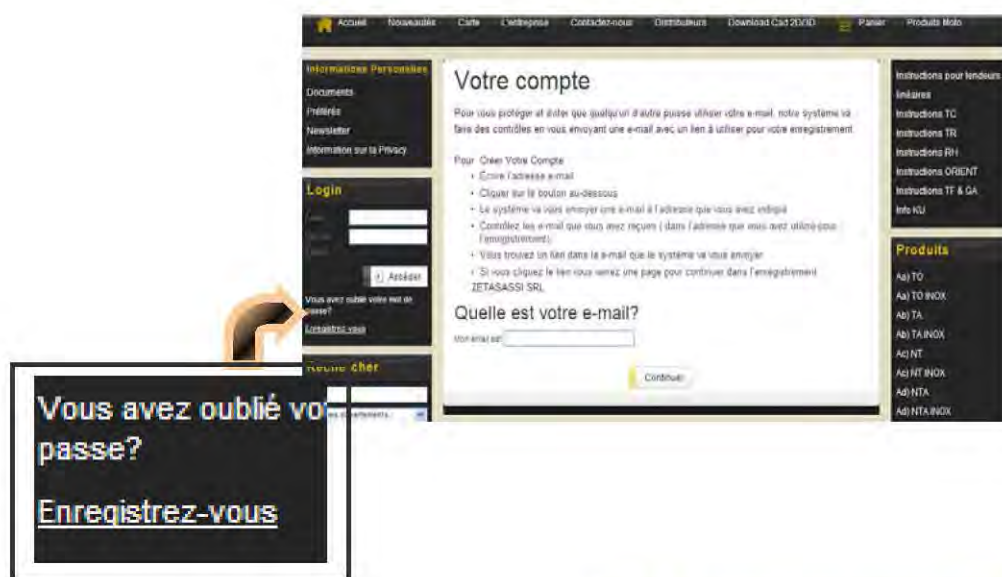 Accueil Nouveautés Carte L'entreprise Contactez-nous Distributeurs Download Cad 2D/3D Panier Produits Moto
Informations Personelles
Documents
Préférés
Newsletter
Information sur la Privacy
Login
Accéder
Vous avez oublié votre mot de
passe?
Enregistrez-vous
cher
Votre compte
Pour vous protéger et éviter que quelqu'un d'autre puisse utiliser votre e-mail, notre système va
faire des contrôles en vous envoyant une e-mail avec un lien à utiliser pour votre enregistrement
Pour Créer Votre Compte
• Écrire l'adresse e-mail
• Cliquer sur le bouton au-dessous
• Le système va vous envoyer une e-mail à l'adresse que vous avez indiqué
• Contrôlez les e-mail que vous avez reçues ( dans l'adresse que vous avez utilisé pour
l'enregistrement)
• Vous trouvez un lien dans la e-mail que le système va vous envoyer
• Si vous cliquez le lien vous verrez une page pour continuer dans l'enregistrement
ZETASASSI SRL
Quelle est votre e-mail?
Mon email est
Continuer
Instructions pour tendeurs
linéaires
Instructions TC
Instructions TR
Instructions RH
Instructions ORIENT
Instructions TF & GA
Info KU
Produits
Aa) TO
Aa) TO INOX
Ab) TA
Ab) TA INOX
Ac) NT
Ac) NT INOX
Ad) NTA
Ad) NTA INOX
Vous avez oublié vo
passe?
Enregistrez-vous